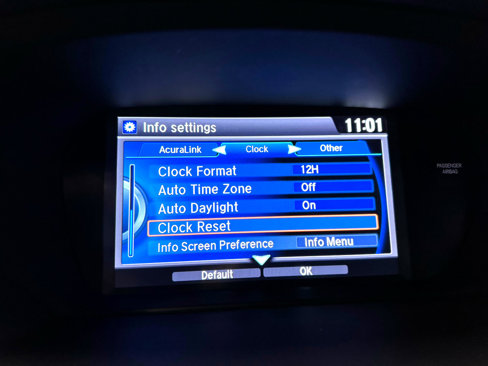 Info settings 11:01
AcuraLink Clock Other
Clock Format 12H
Auto Time Zone Off
Auto Daylight On
Clock Reset
Info Screen Preference Info Menu
Default OK
PASSENGER
AIRBAG